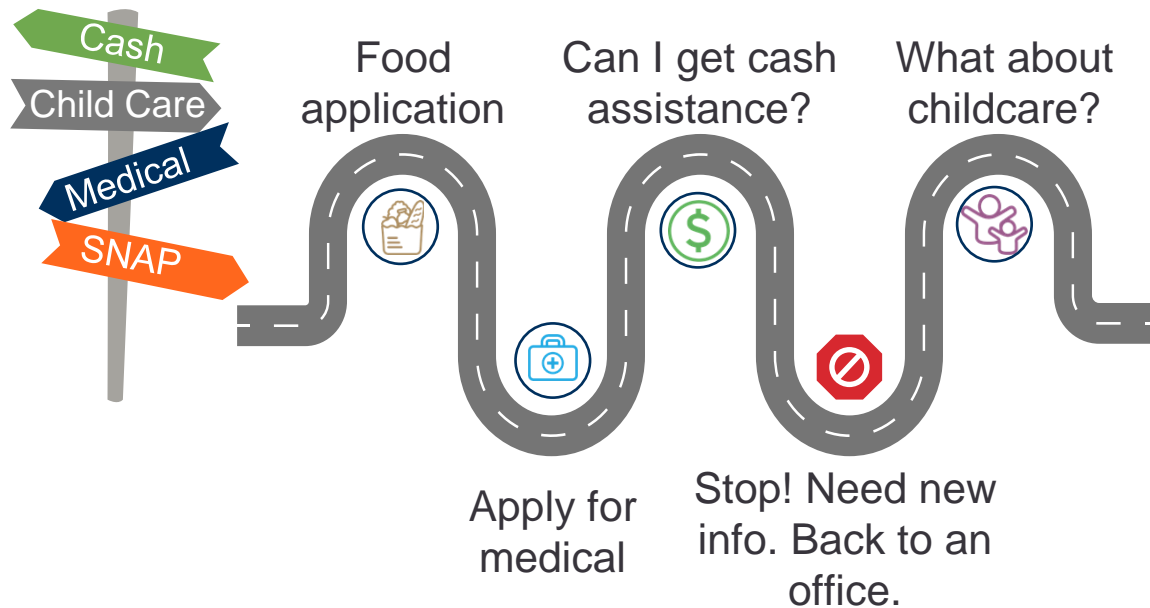 Cash
Child Care
Medical
SNAP
Food
application
Can I get cash
assistance?
What about
childcare?
$
Apply for
medical
Stop! Need new
info. Back to an
office.